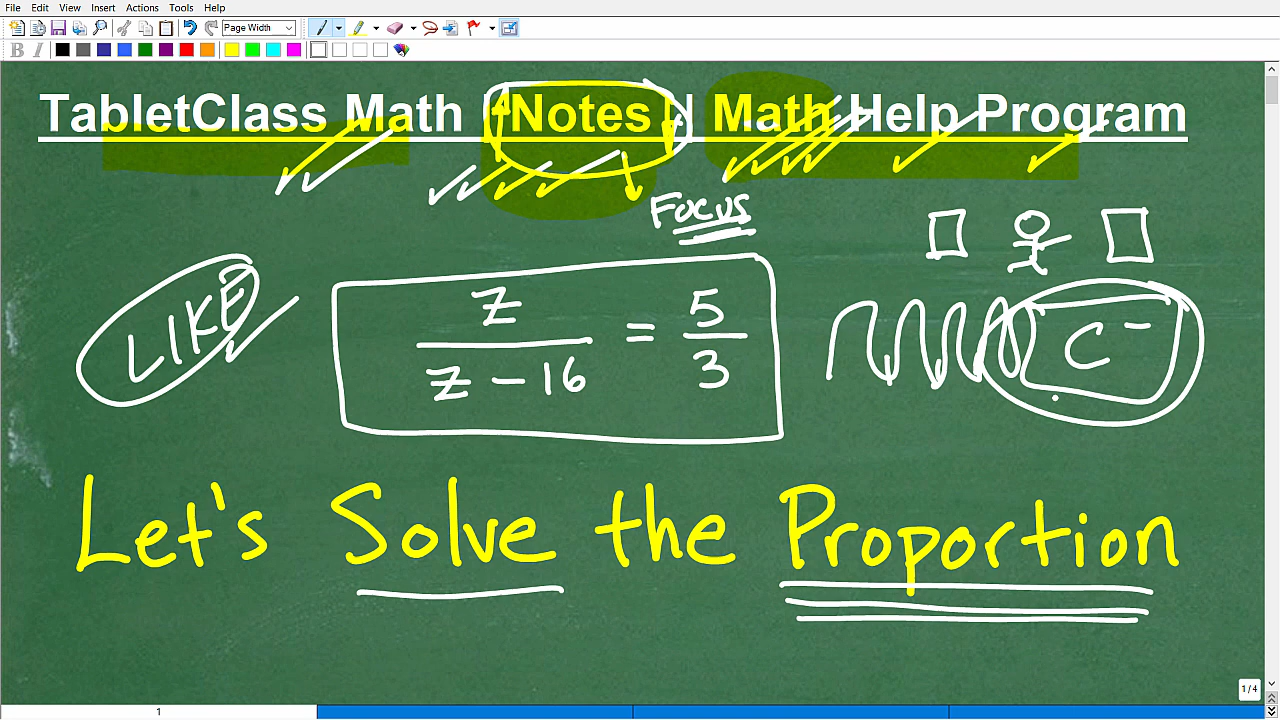 File Edit View Insert Actions Tools Help
Page Width
B I
TabletClass Math | Notes | Math Help Program
Focus
LIKE
z
z - 16
=
5
3
C -
Let's Solve the Proportion
1/4
1